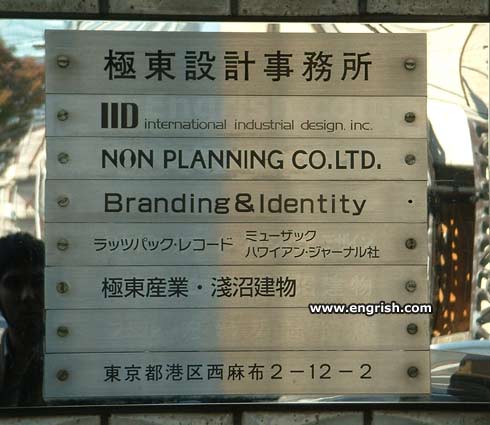 極東設計事務所
IID international industrial design. inc.
NON PLANNING CO.LTD.
Branding&Identity
ラッツパック・レコード ミューザック
ハワイアン・ジャーナル社
極東産業・淺沼建物
www.engrish.com
東京都港区西麻布2-12-2